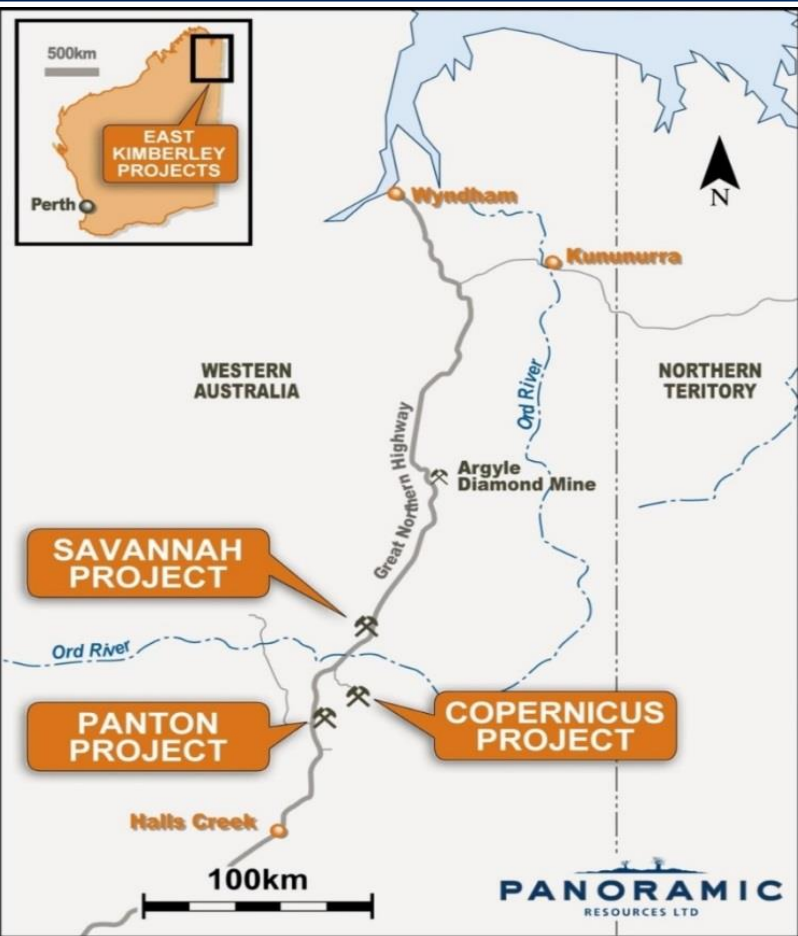 500km
EAST
KIMBERLEY
PROJECTS
Perth
N
Wyndham
Kununurra
WESTERN
AUSTRALIA
NORTHERN
TERITORY
Ord River
Great Northern Highway
Argyle
Diamond Mine
SAVANNAH
PROJECT
Ord River
PANTON
PROJECT
COPERNICUS
PROJECT
Halls Creek
100km
PANORAMIC
RESOURCES LTD